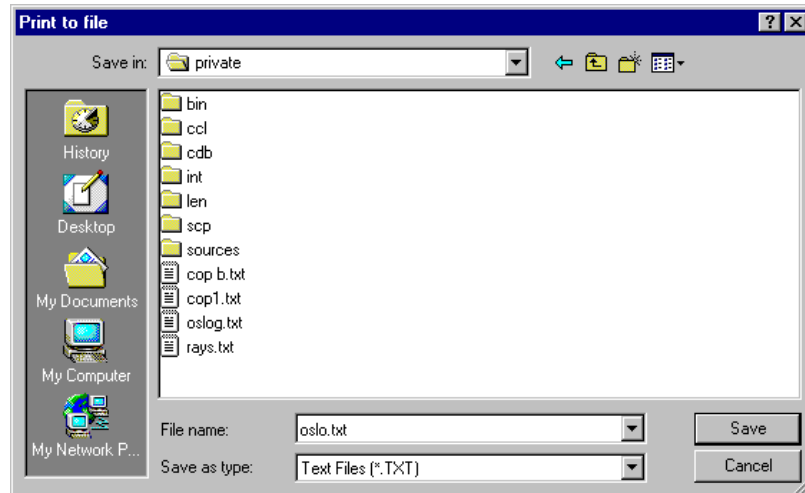 Print to file
Save in: private
History
Desktop
My Documents
My Computer
My Network P...
bin
ccl
cdb
int
len
scp
sources
cop b.txt
cop1.txt
oslog.txt
rays.txt
File name: oslo.txt Save
Save as type: Text Files (*.TXT) Cancel